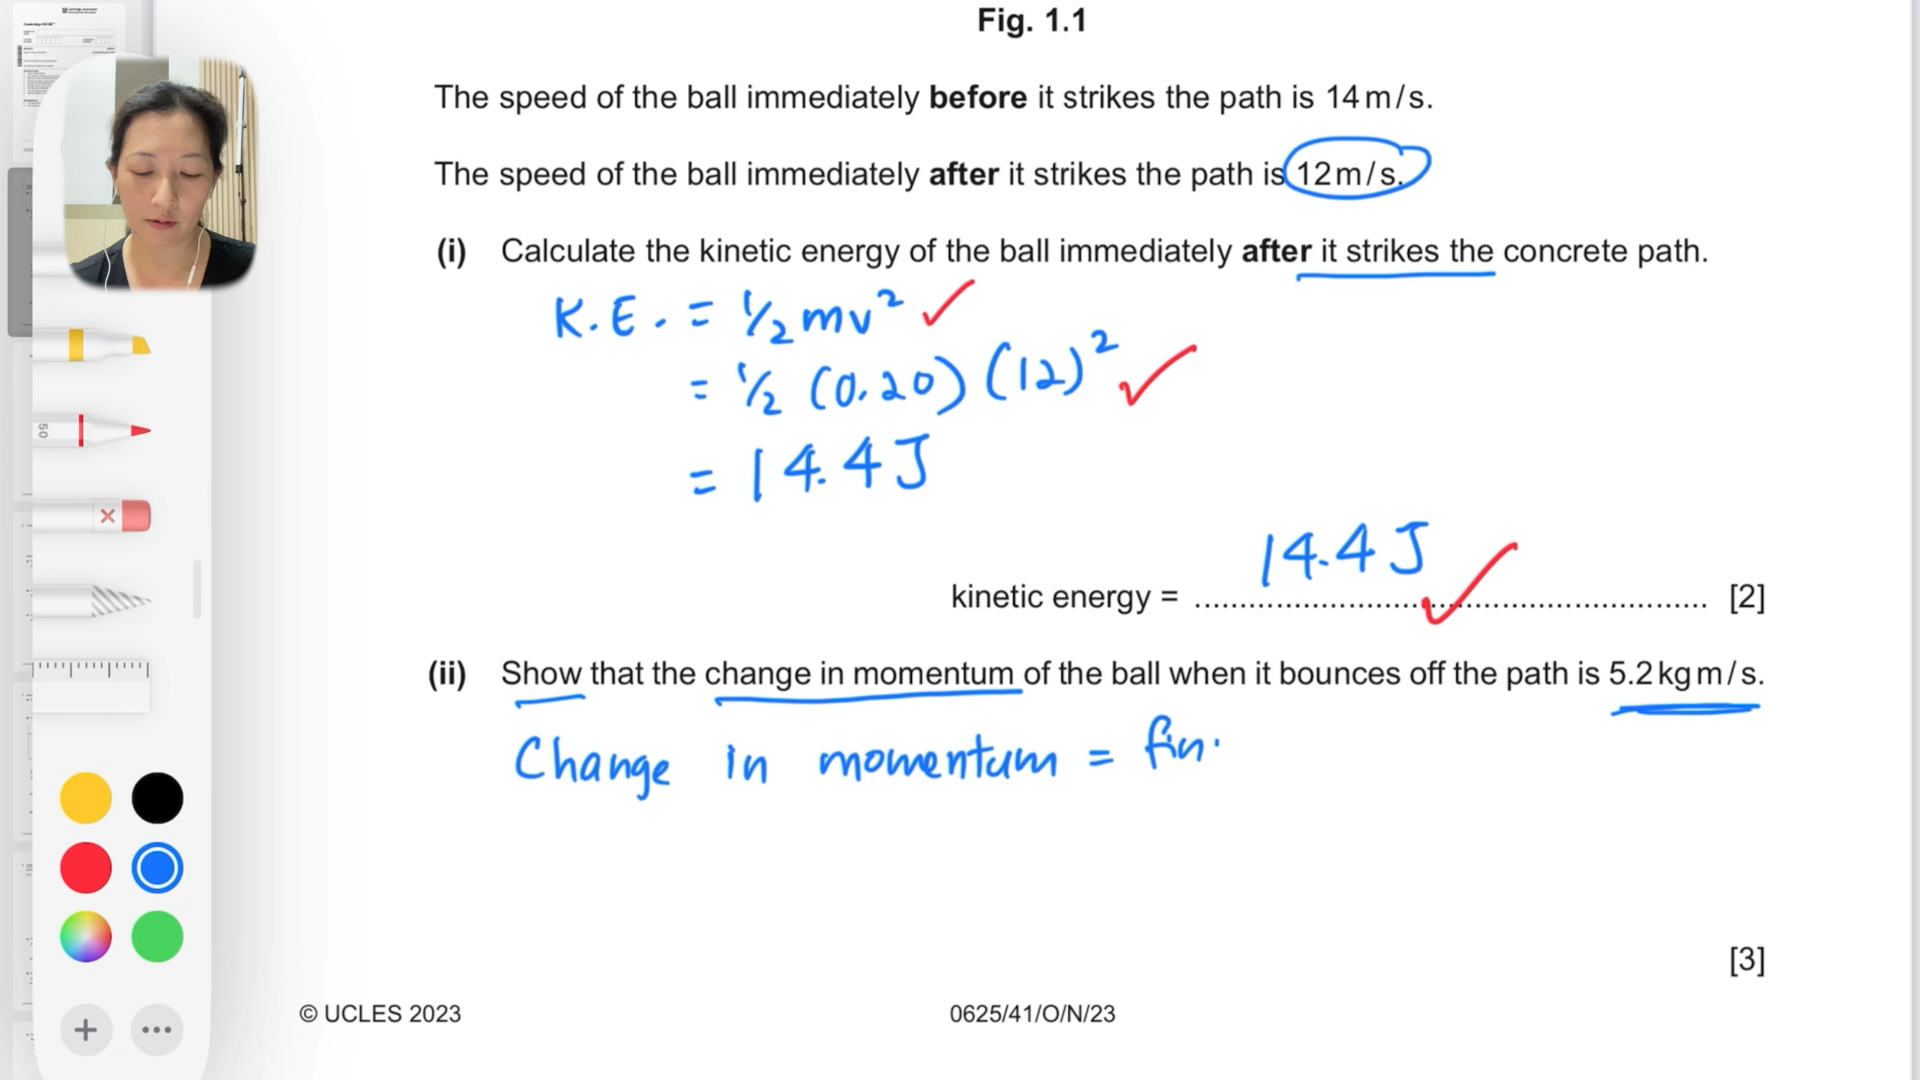 Fig. 1.1
The speed of the ball immediately before it strikes the path is 14 m/s.
The speed of the ball immediately after it strikes the path is 12 m/s.
(i) Calculate the kinetic energy of the ball immediately after it strikes the concrete path.
K.E. = 1/2 mv²
= 1/2 (0.20) (12)²
= 14.4 J
14.4 J
kinetic energy = .......................................................... [2]
(ii) Show that the change in momentum of the ball when it bounces off the path is 5.2 kg m/s.
Change in momentum = fin.
[3]
© UCLES 2023
0625/41/O/N/23
50